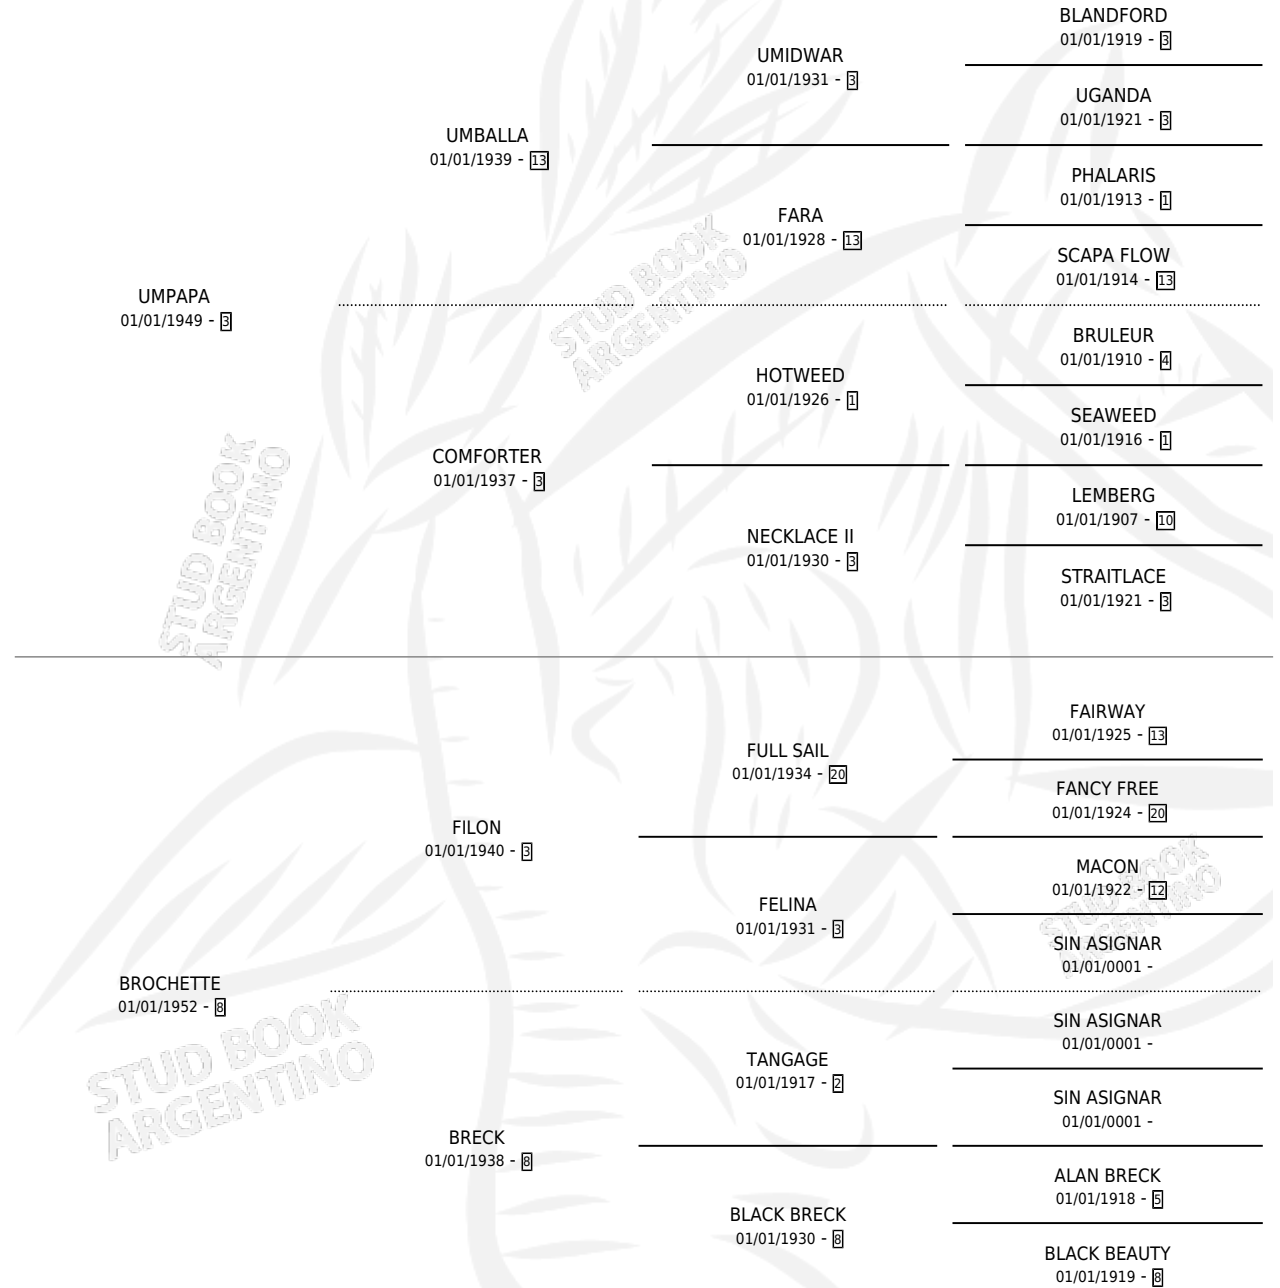 BLANDFORD
01/01/1919 - 3
UMIDWAR
01/01/1931 - 3
UGANDA
01/01/1921 - 3
UMBALLA
01/01/1939 - 13
PHALARIS
01/01/1913 - 1
FARA
01/01/1928 - 13
SCAPA FLOW
01/01/1914 - 13
UMPAPA
01/01/1949 - 3
BRULEUR
01/01/1910 - 4
HOTWEED
01/01/1926 - 1
SEAWEED
01/01/1916 - 1
COMFORTER
01/01/1937 - 3
LEMBERG
01/01/1907 - 10
NECKLACE II
01/01/1930 - 3
STRAITLACE
01/01/1921 - 3
FAIRWAY
01/01/1925 - 13
FULL SAIL
01/01/1934 - 20
FANCY FREE
01/01/1924 - 20
FILON
01/01/1940 - 3
MACON
01/01/1922 - 12
FELINA
01/01/1931 - 3
SIN ASIGNAR
01/01/0001 -
BROCHETTE
01/01/1952 - 8
SIN ASIGNAR
01/01/0001 -
TANGAGE
01/01/1917 - 2
SIN ASIGNAR
01/01/0001 -
BRECK
01/01/1938 - 8
ALAN BRECK
01/01/1918 - 5
BLACK BRECK
01/01/1930 - 8
BLACK BEAUTY
01/01/1919 - 8
STUD BOOK
ARGENTINO
STUD BOOK
ARGENTINO
STUD BOOK
ARGENTINO
STUD BOOK
ARGENTINO